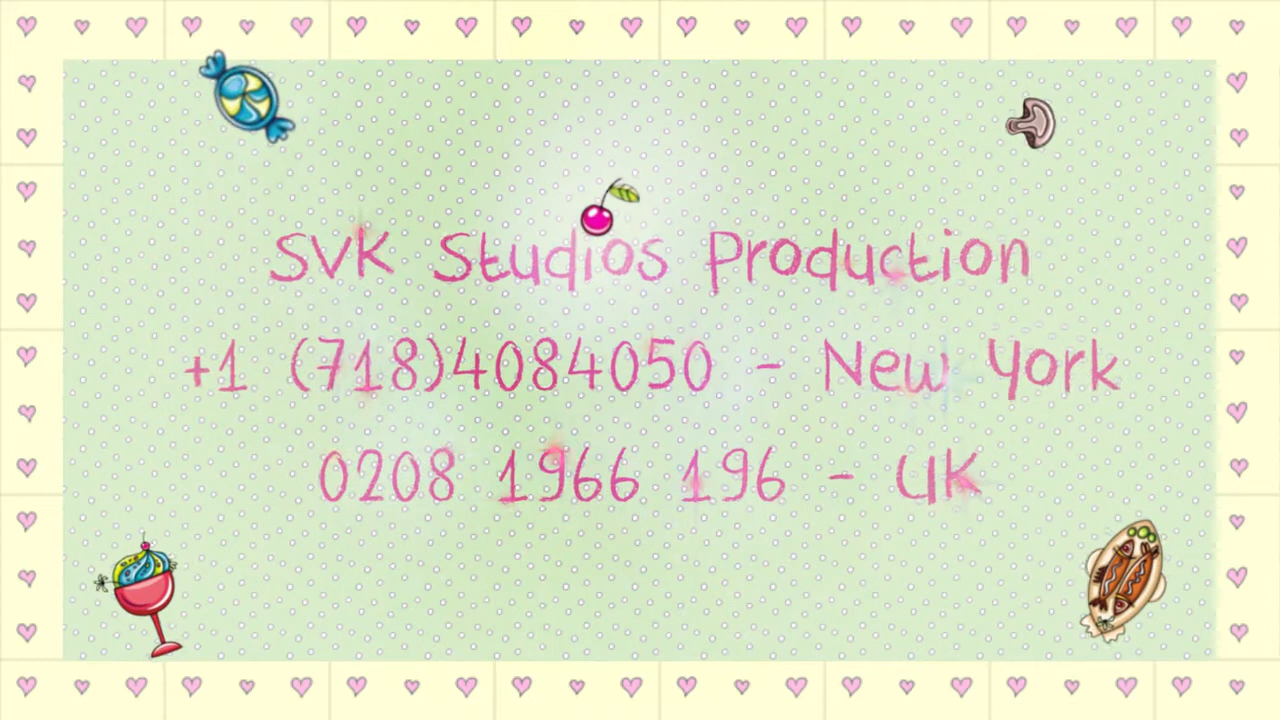 SVK Studios Production
+1 (718)4084050 - New York
0208 1966 196 - UK